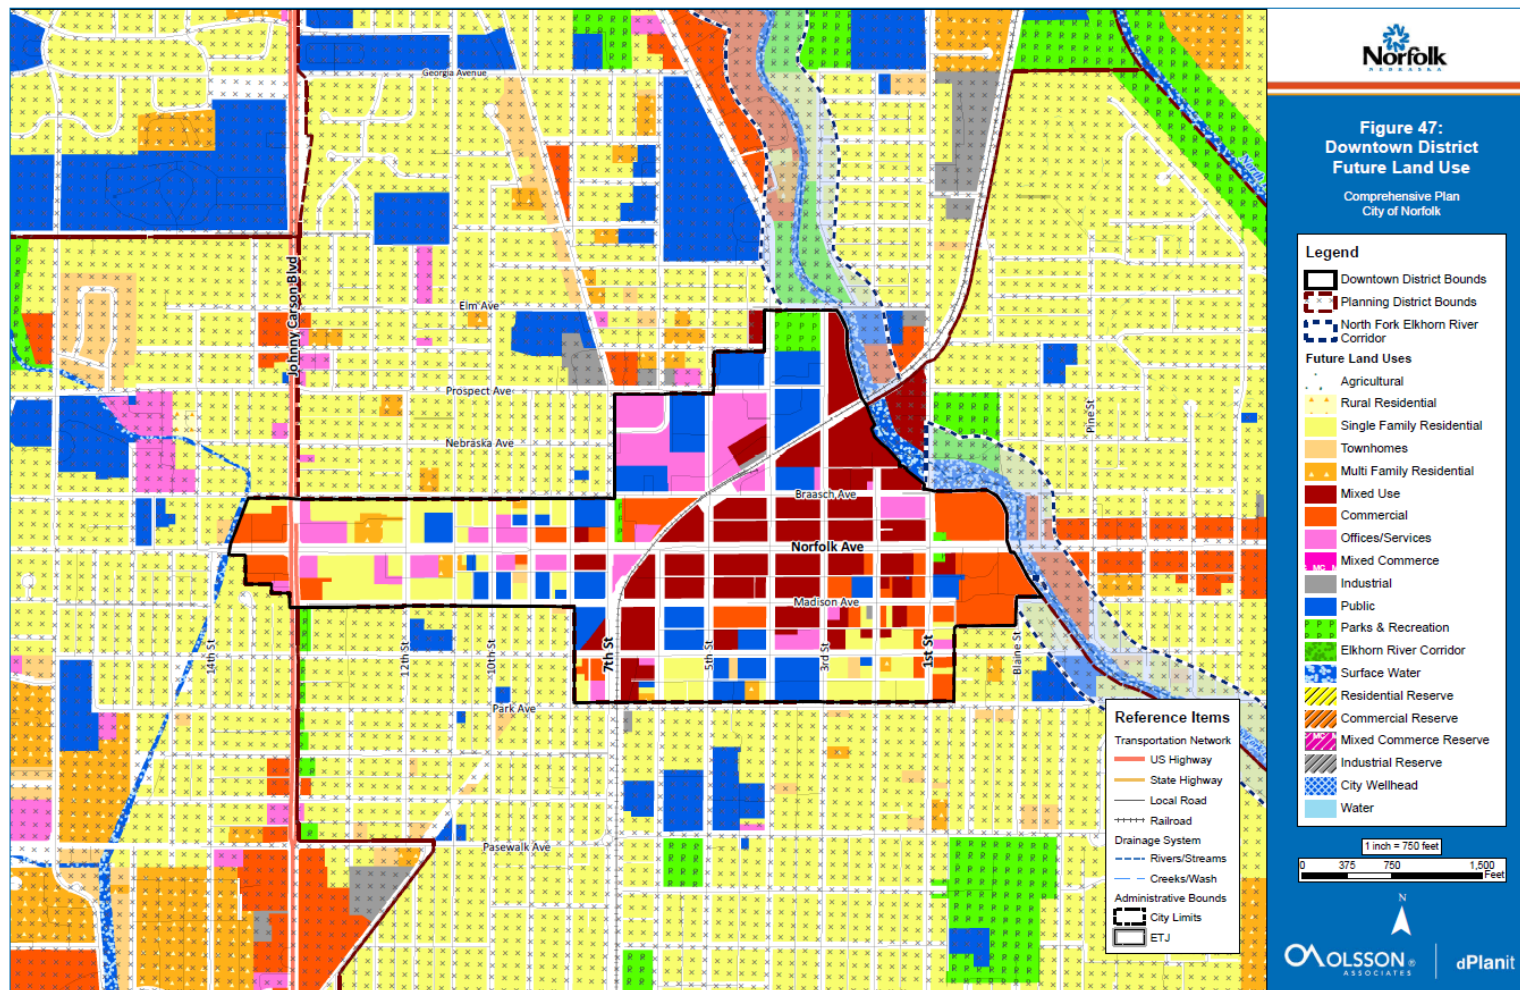 Georgia Avenue
Johnny Carson Blvd
Elm Ave
Prospect Ave
Nebraska Ave
Pine St
Braasch Ave
Norfolk Ave
Madison Ave
14th St
12th St
10th St
7th St
5th St
3rd St
1st St
Blaine St
Park Ave
Pasewalk Ave
North
Reference Items
Transportation Network
US Highway
State Highway
Local Road
Railroad
Drainage System
Rivers/Streams
Creeks/Wash
Administrative Bounds
City Limits
ETJ
Norfolk
NEBRASKA
Figure 47:
Downtown District
Future Land Use
Comprehensive Plan
City of Norfolk
Legend
Downtown District Bounds
Planning District Bounds
North Fork Elkhorn River
Corridor
Future Land Uses
Agricultural
Rural Residential
Single Family Residential
Townhomes
Multi Family Residential
Mixed Use
Commercial
Offices/Services
Mixed Commerce
Industrial
Public
Parks & Recreation
Elkhorn River Corridor
Surface Water
Residential Reserve
Commercial Reserve
Mixed Commerce Reserve
Industrial Reserve
City Wellhead
Water
1 inch = 750 feet
0 375 750 1,500
Feet
N
OLSSON ®
ASSOCIATES
dPlanit